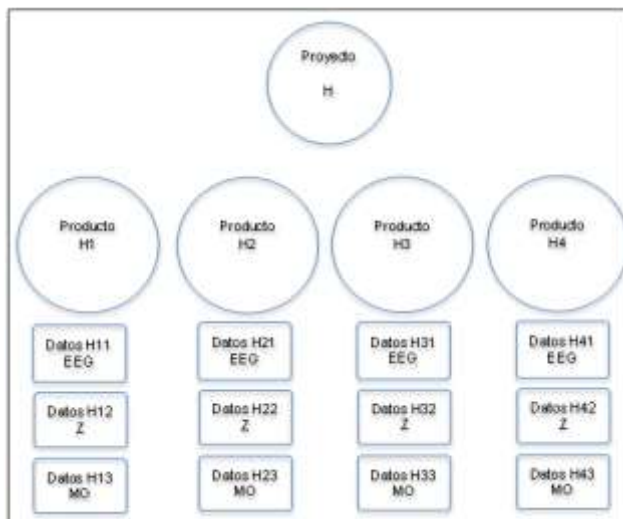 Proyecto
H
Producto
H1
Producto
H2
Producto
H3
Producto
H4
Datos H11
EEG
Datos H21
EEG
Datos H31
EEG
Datos H41
EEG
Datos H12
Z
Datos H22
Z
Datos H32
Z
Datos H42
Z
Datos H13
MO
Datos H23
MO
Datos H33
MO
Datos H43
MO